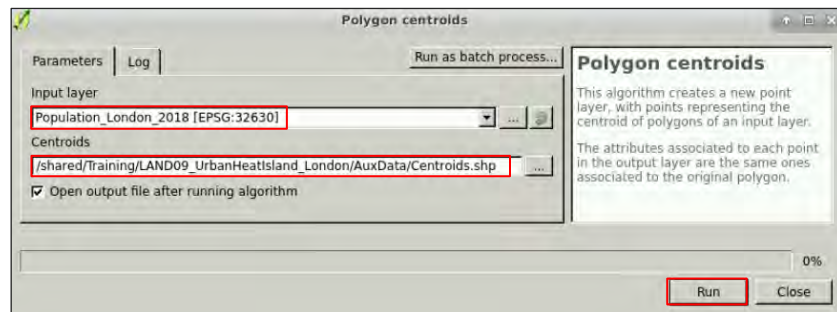 Polygon centroids
Parameters
Log
Run as batch process...
Input layer
Population_London_2018 [EPSG:32630]
...
Centroids
/shared/Training/LAND09_UrbanHeatIsland_London/AuxData/Centroids.shp
...
Open output file after running algorithm
Polygon centroids
This algorithm creates a new point
layer, with points representing the
centroid of polygons of an input layer.
The attributes associated to each point
in the output layer are the same ones
associated to the original polygon.
0%
Run
Close